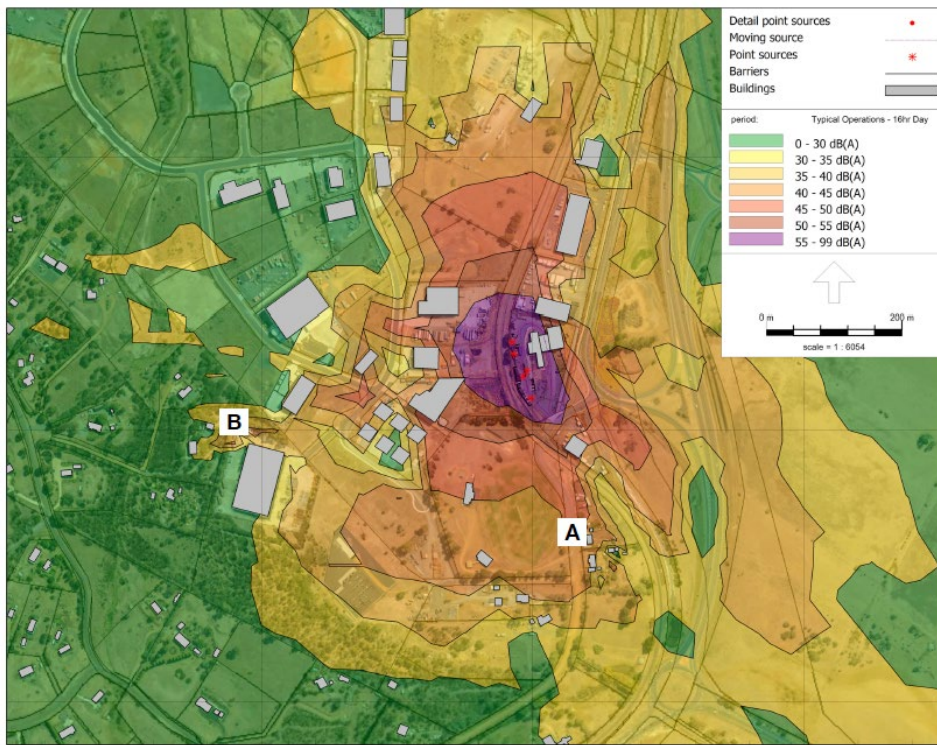 Detail point sources
Moving source
Point sources
Barriers
Buildings
period: Typical Operations - 16hr Day
0 - 30 dB(A)
30 - 35 dB(A)
35 - 40 dB(A)
40 - 45 dB(A)
45 - 50 dB(A)
50 - 55 dB(A)
55 - 99 dB(A)
0 m 200 m
scale = 1 : 6054
B
A